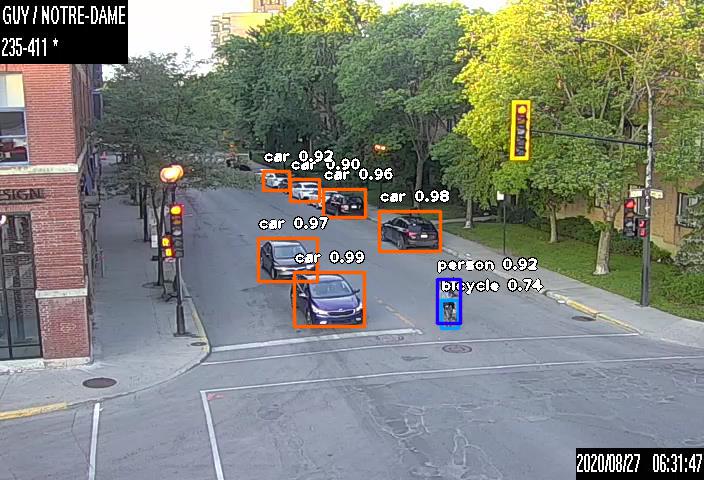 GUY / NOTRE-DAME
235-411 *
car 0.92
car 0.90
car 0.96
car 0.98
car 0.97
car 0.99
person 0.92
bicycle 0.74
ESIGN
2020/08/27 06:31:47